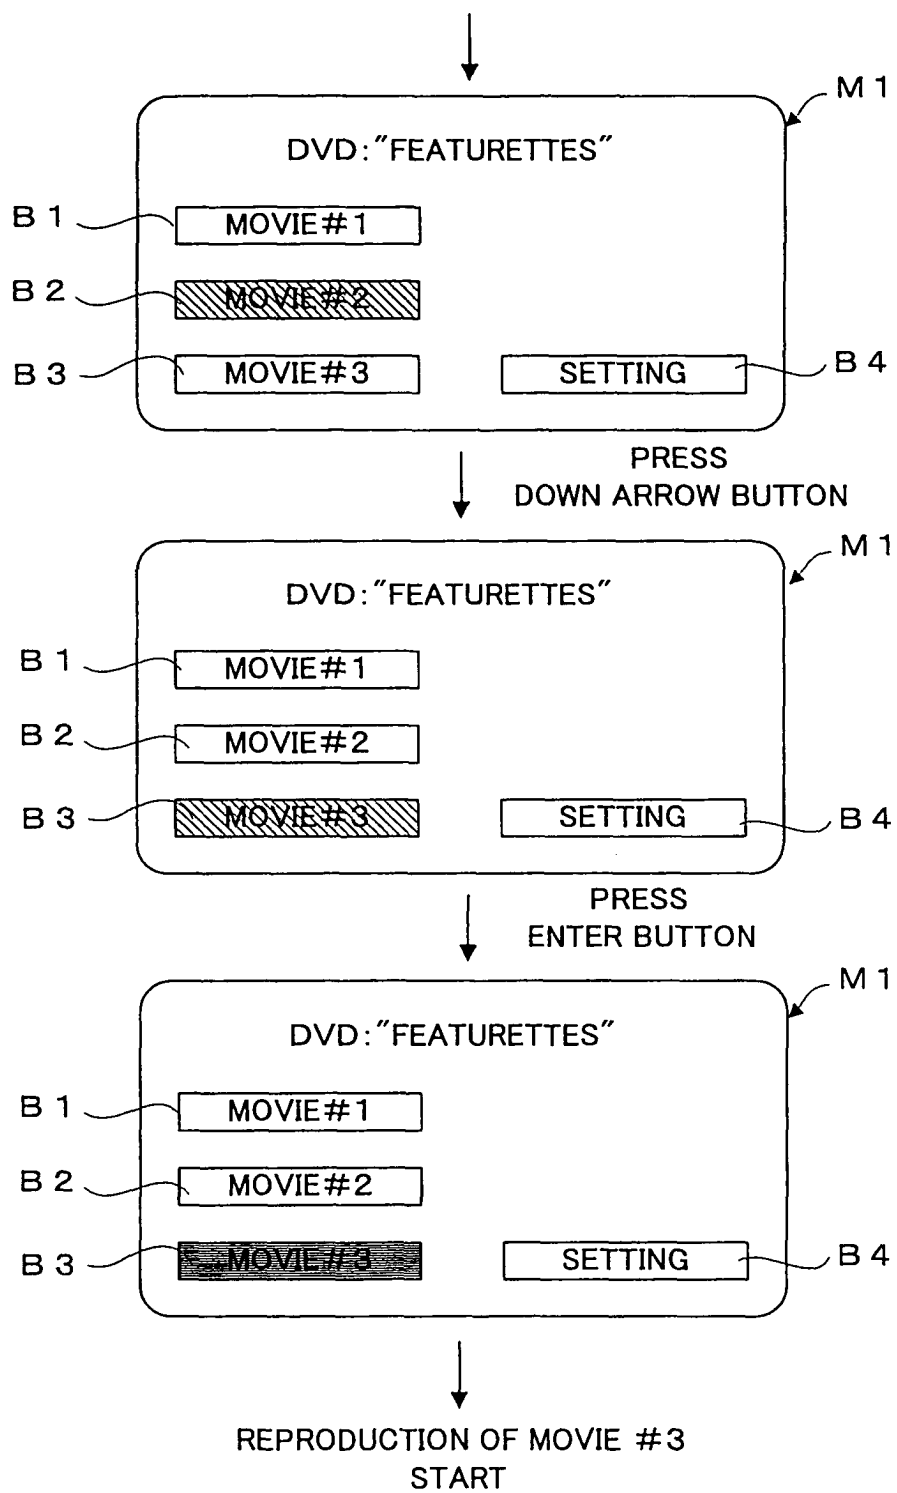 M1
DVD:"FEATURETTES"
B1
MOVIE#1
B2
MOVIE#2
B3
MOVIE#3
SETTING
B4
PRESS
DOWN ARROW BUTTON
M1
DVD:"FEATURETTES"
B1
MOVIE#1
B2
MOVIE#2
B3
MOVIE#3
SETTING
B4
PRESS
ENTER BUTTON
M1
DVD:"FEATURETTES"
B1
MOVIE#1
B2
MOVIE#2
B3
MOVIE#3
SETTING
B4
REPRODUCTION OF MOVIE #3
START